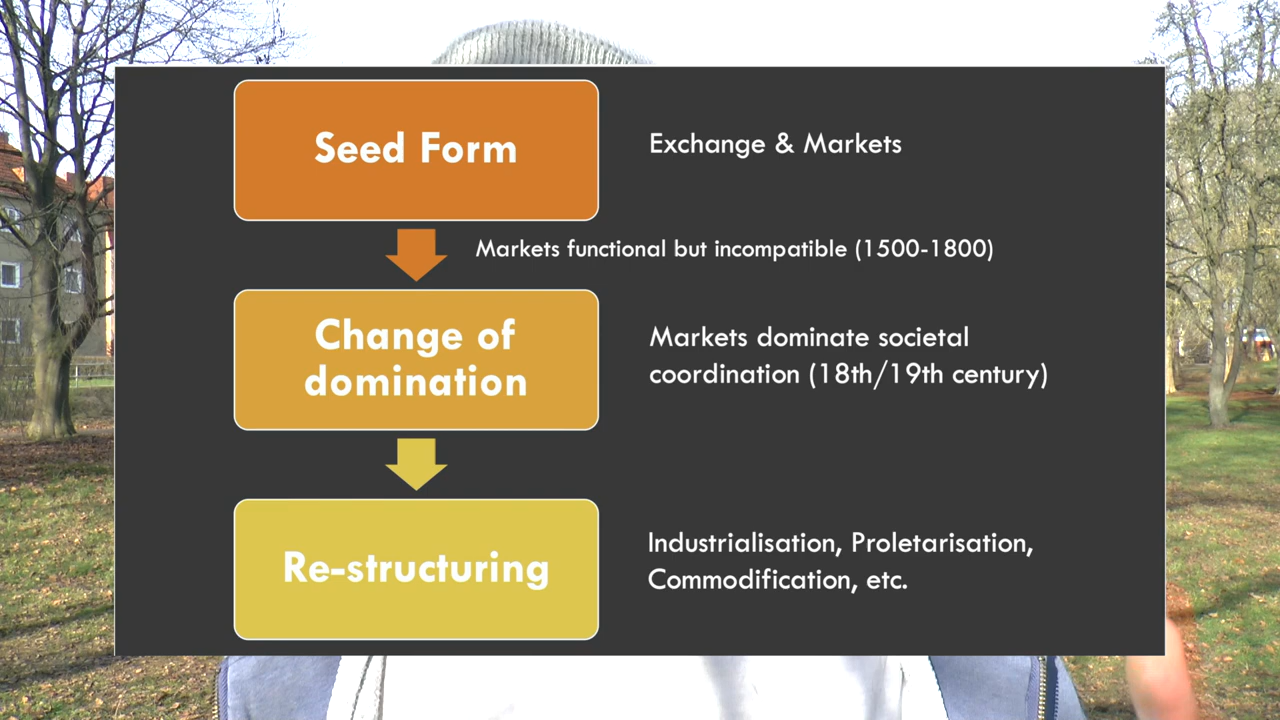 Seed Form
Exchange & Markets
Markets functional but incompatible (1500-1800)
Change of
domination
Markets dominate societal
coordination (18th/19th century)
Re-structuring
Industrialisation, Proletarisation,
Commodification, etc.